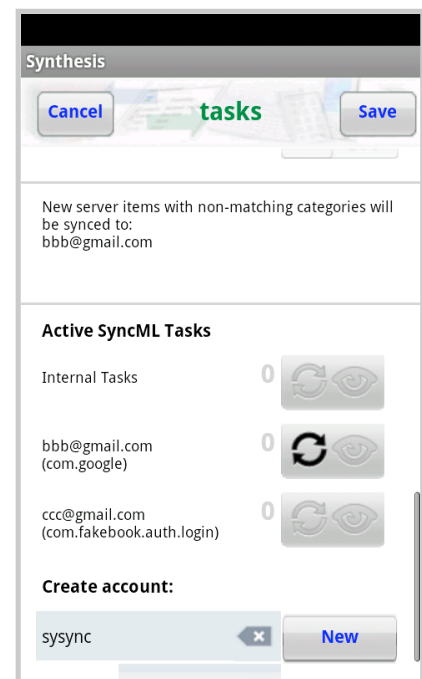 Synthesis
Cancel
tasks
Save
New server items with non-matching categories will
be synced to:
bbb@gmail.com
Active SyncML Tasks
Internal Tasks
0
bbb@gmail.com
(com.google)
0
ccc@gmail.com
(com.fakebook.auth.login)
0
Create account:
sysync
New